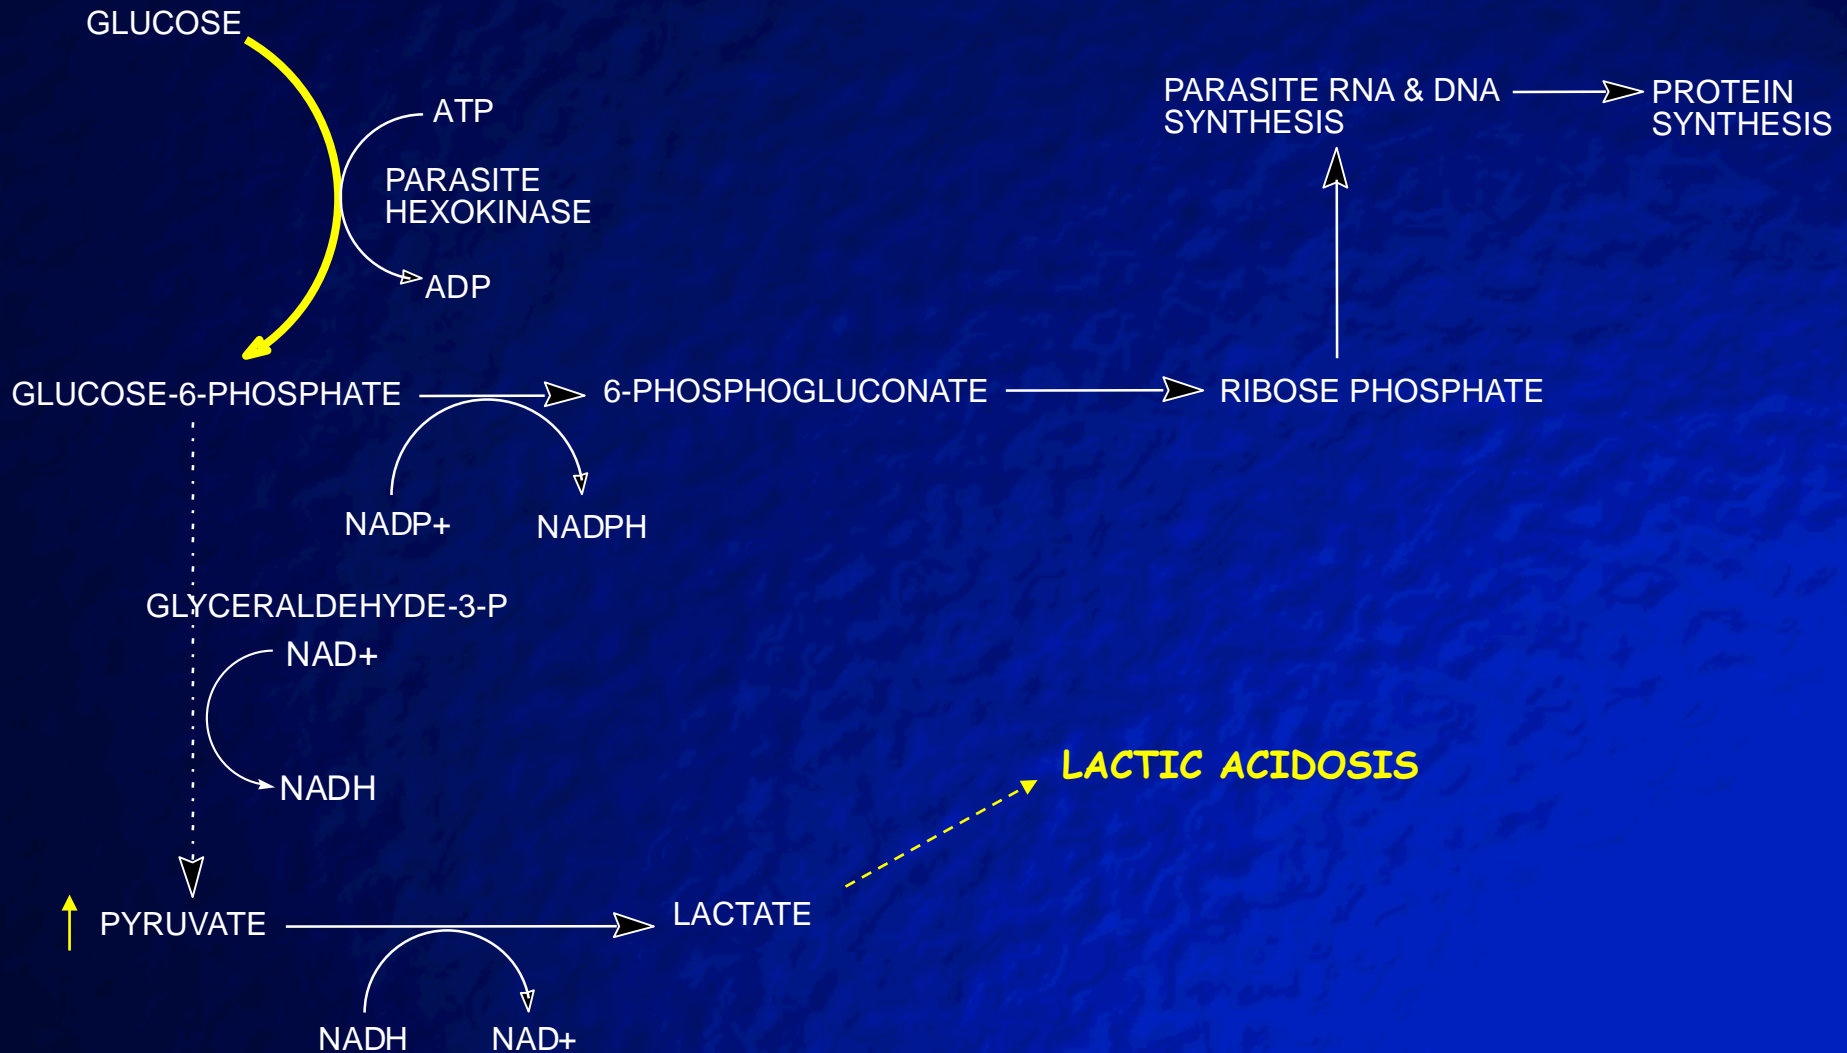 GLUCOSE
ATP
PARASITE
HEXOKINASE
ADP
PARASITE RNA & DNA
SYNTHESIS
PROTEIN
SYNTHESIS
GLUCOSE-6-PHOSPHATE
6-PHOSPHOGLUCONATE
RIBOSE PHOSPHATE
NADP+
NADPH
GLYCERALDEHYDE-3-P
NAD+
NADH
LACTIC ACIDOSIS
PYRUVATE
LACTATE
NADH
NAD+